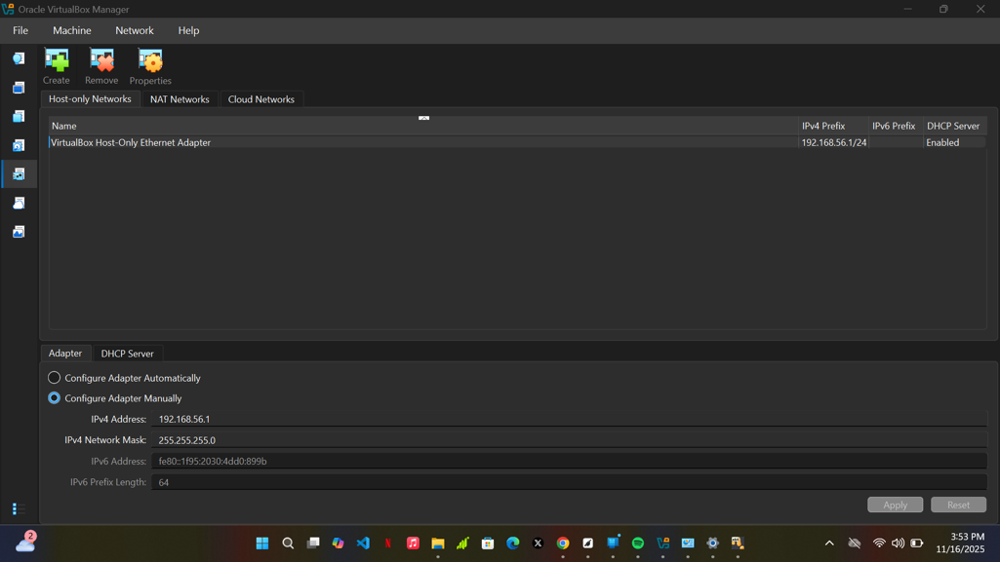 Oracle VirtualBox Manager
File Machine Network Help
Create Remove Properties
Host-only Networks NAT Networks Cloud Networks
Name IPv4 Prefix IPv6 Prefix DHCP Server
VirtualBox Host-Only Ethernet Adapter 192.168.56.1/24 Enabled
Adapter DHCP Server
Configure Adapter Automatically
Configure Adapter Manually
IPv4 Address: 192.168.56.1
IPv4 Network Mask: 255.255.255.0
IPv6 Address: fe80::1f95:2030:4dd0:899b
IPv6 Prefix Length: 64
Apply Reset
2
3:53 PM
11/16/2025